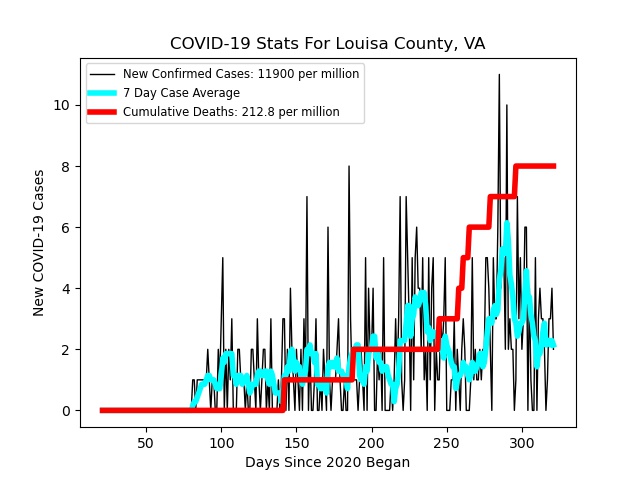 COVID-19 Stats For Louisa County, VA
New Confirmed Cases: 11900 per million
7 Day Case Average
Cumulative Deaths: 212.8 per million
New COVID-19 Cases
10
8
6
4
2
0
50 100 150 200 250 300
Days Since 2020 Began